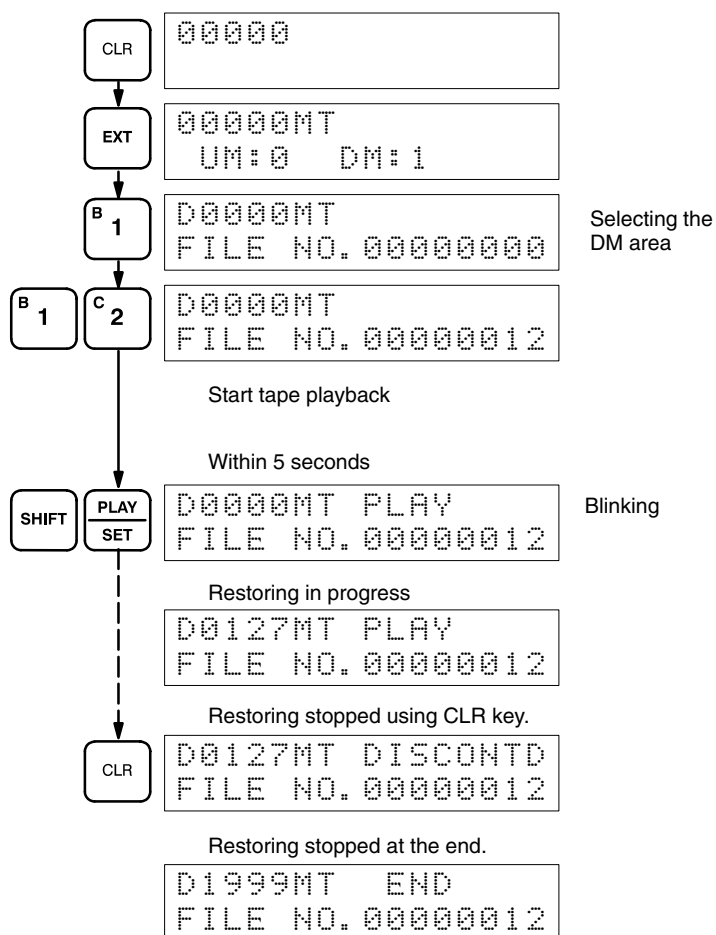 CLR
00000
EXT
00000MT
UM:0 DM:1
B 1
D0000MT
FILE NO.00000000
Selecting the
DM area
B 1
C 2
D0000MT
FILE NO.00000012
Start tape playback
Within 5 seconds
SHIFT
PLAY
SET
D0000MT PLAY
FILE NO.00000012
Blinking
Restoring in progress
D0127MT PLAY
FILE NO.00000012
Restoring stopped using CLR key.
CLR
D0127MT DISCONTD
FILE NO.00000012
Restoring stopped at the end.
D1999MT END
FILE NO.00000012